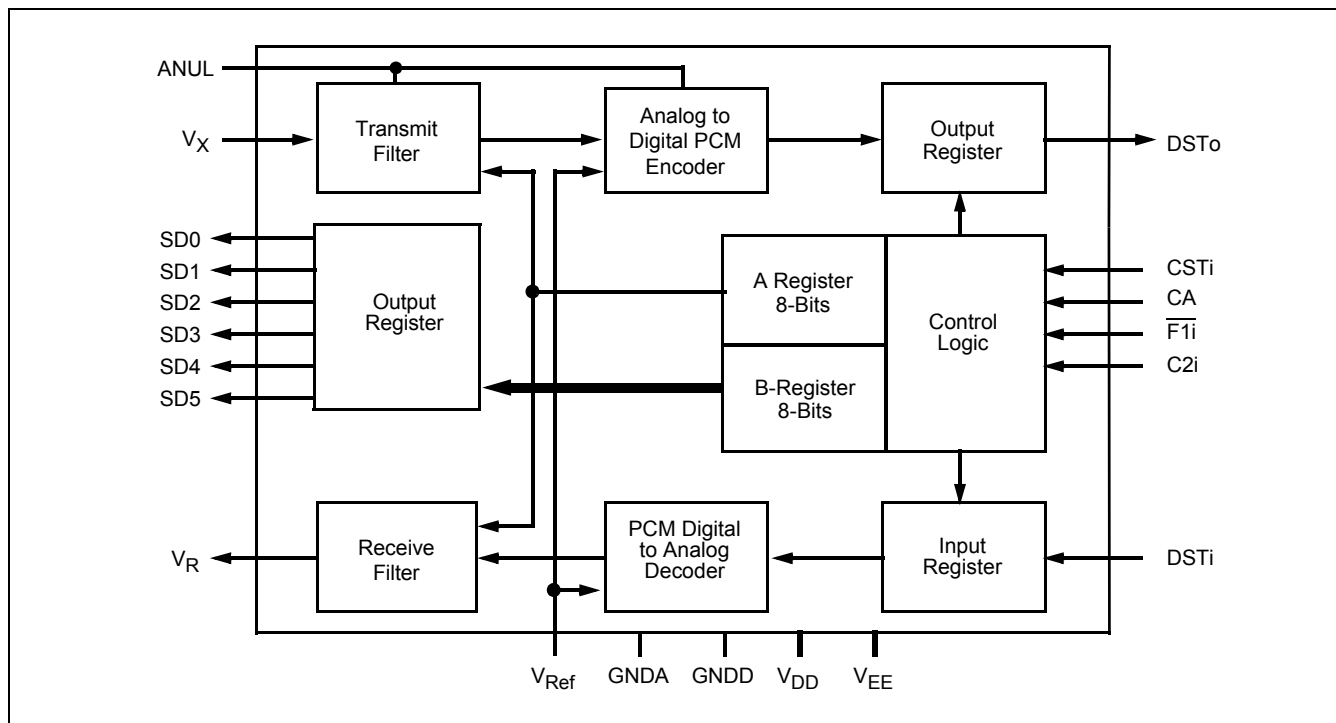 ANUL
Transmit
Filter
Analog to
Digital PCM
Encoder
Output
Register
VX
DSTo
SD0
SD1
SD2
SD3
SD4
SD5
Output
Register
A Register
8-Bits
B-Register
8-Bits
Control
Logic
CSTi
CA
F1i
C2i
VR
Receive
Filter
PCM Digital
to Analog
Decoder
Input
Register
DSTi
VRef
GNDA
GNDD
VDD
VEE